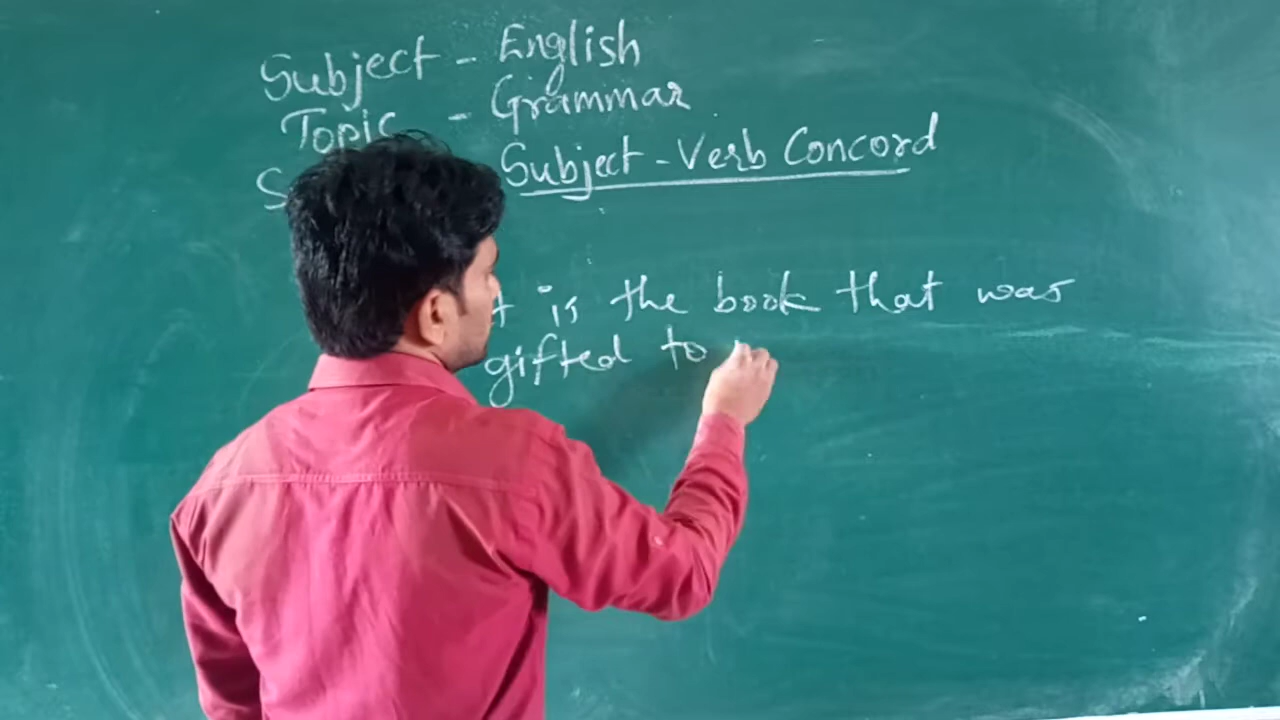 Subject - English
Topic - Grammar
Subject - Verb Concord
is the book that was
gifted to